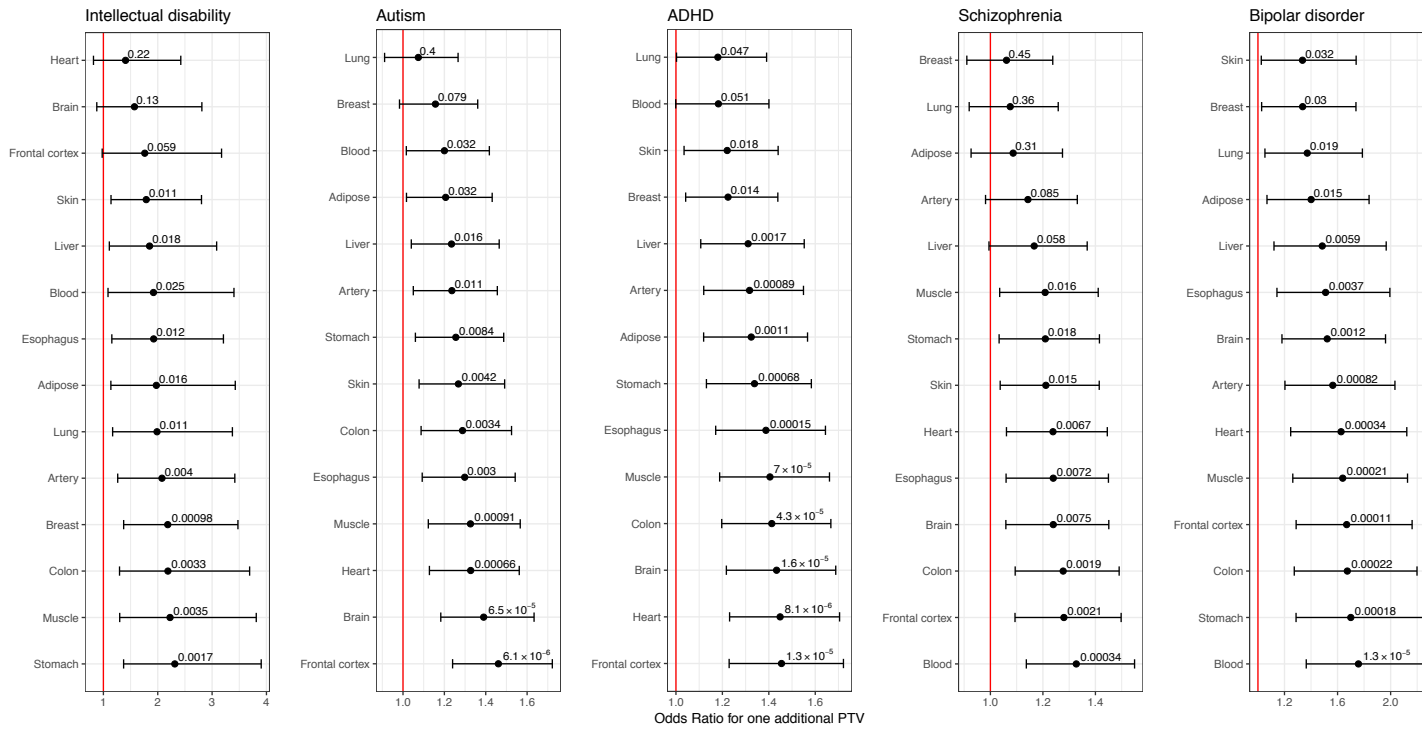 Intellectual disability
Heart 0.22
Brain 0.13
Frontal cortex 0.059
Skin 0.011
Liver 0.018
Blood 0.025
Esophagus 0.012
Adipose 0.016
Lung 0.011
Artery 0.004
Breast 0.00098
Colon 0.0033
Muscle 0.0035
Stomach 0.0017
1 2 3 4
Autism
Lung 0.4
Breast 0.079
Blood 0.032
Adipose 0.032
Liver 0.016
Artery 0.011
Stomach 0.0084
Skin 0.0042
Colon 0.0034
Esophagus 0.003
Muscle 0.00091
Heart 0.00066
Brain 6.5 × 10⁻⁵
Frontal cortex 6.1 × 10⁻⁶
1.0 1.2 1.4 1.6
ADHD
Lung 0.047
Blood 0.051
Skin 0.018
Breast 0.014
Liver 0.0017
Artery 0.00089
Adipose 0.0011
Stomach 0.00068
Esophagus 0.00015
Muscle 7 × 10⁻⁵
Colon 4.3 × 10⁻⁵
Brain 1.6 × 10⁻⁵
Heart 8.1 × 10⁻⁶
Frontal cortex 1.3 × 10⁻⁵
1.0 1.2 1.4 1.6
Schizophrenia
Breast 0.45
Lung 0.36
Adipose 0.31
Artery 0.085
Liver 0.058
Muscle 0.016
Stomach 0.018
Skin 0.015
Heart 0.0067
Esophagus 0.0072
Brain 0.0075
Colon 0.0019
Frontal cortex 0.0021
Blood 0.00034
1.0 1.2 1.4
Bipolar disorder
Skin 0.032
Breast 0.03
Lung 0.019
Adipose 0.015
Liver 0.0059
Esophagus 0.0037
Brain 0.0012
Artery 0.00082
Heart 0.00034
Muscle 0.00021
Frontal cortex 0.00011
Colon 0.00022
Stomach 0.00018
Blood 1.3 × 10⁻⁵
1.2 1.6 2.0
Odds Ratio for one additional PTV